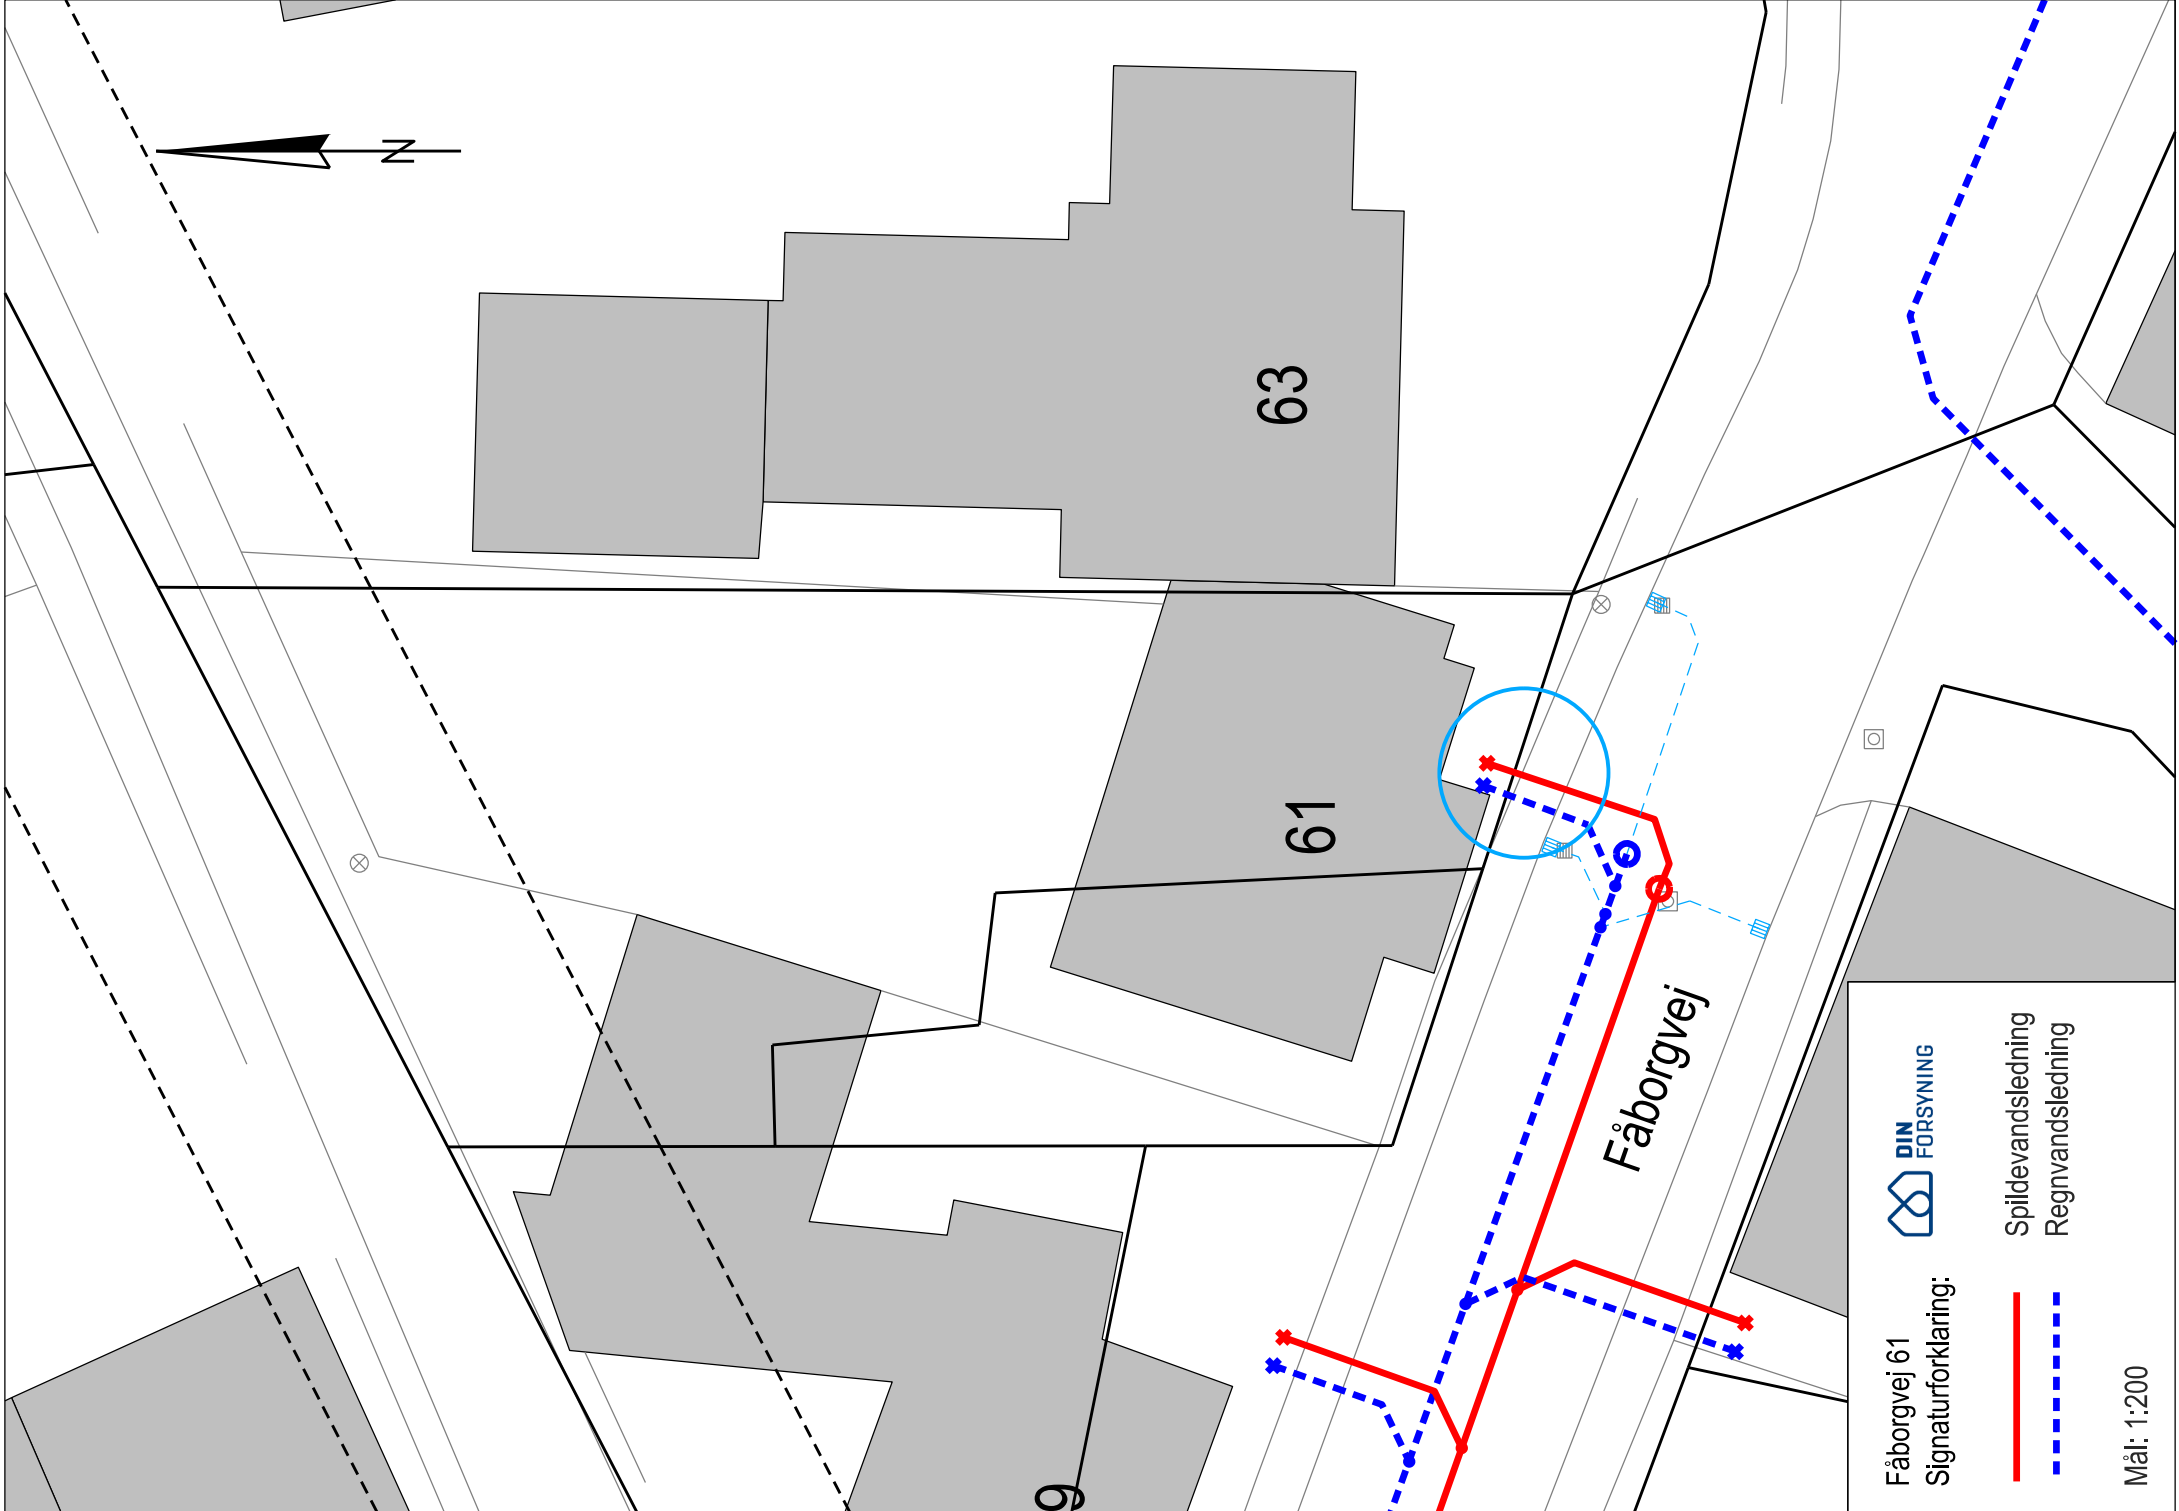 N
63
61
9
Fåborgvej
Fåborgvej 61
DIN
FORSYNING
Signaturforklaring:
Spildevandsledning
Regnvandsledning
Mål: 1:200